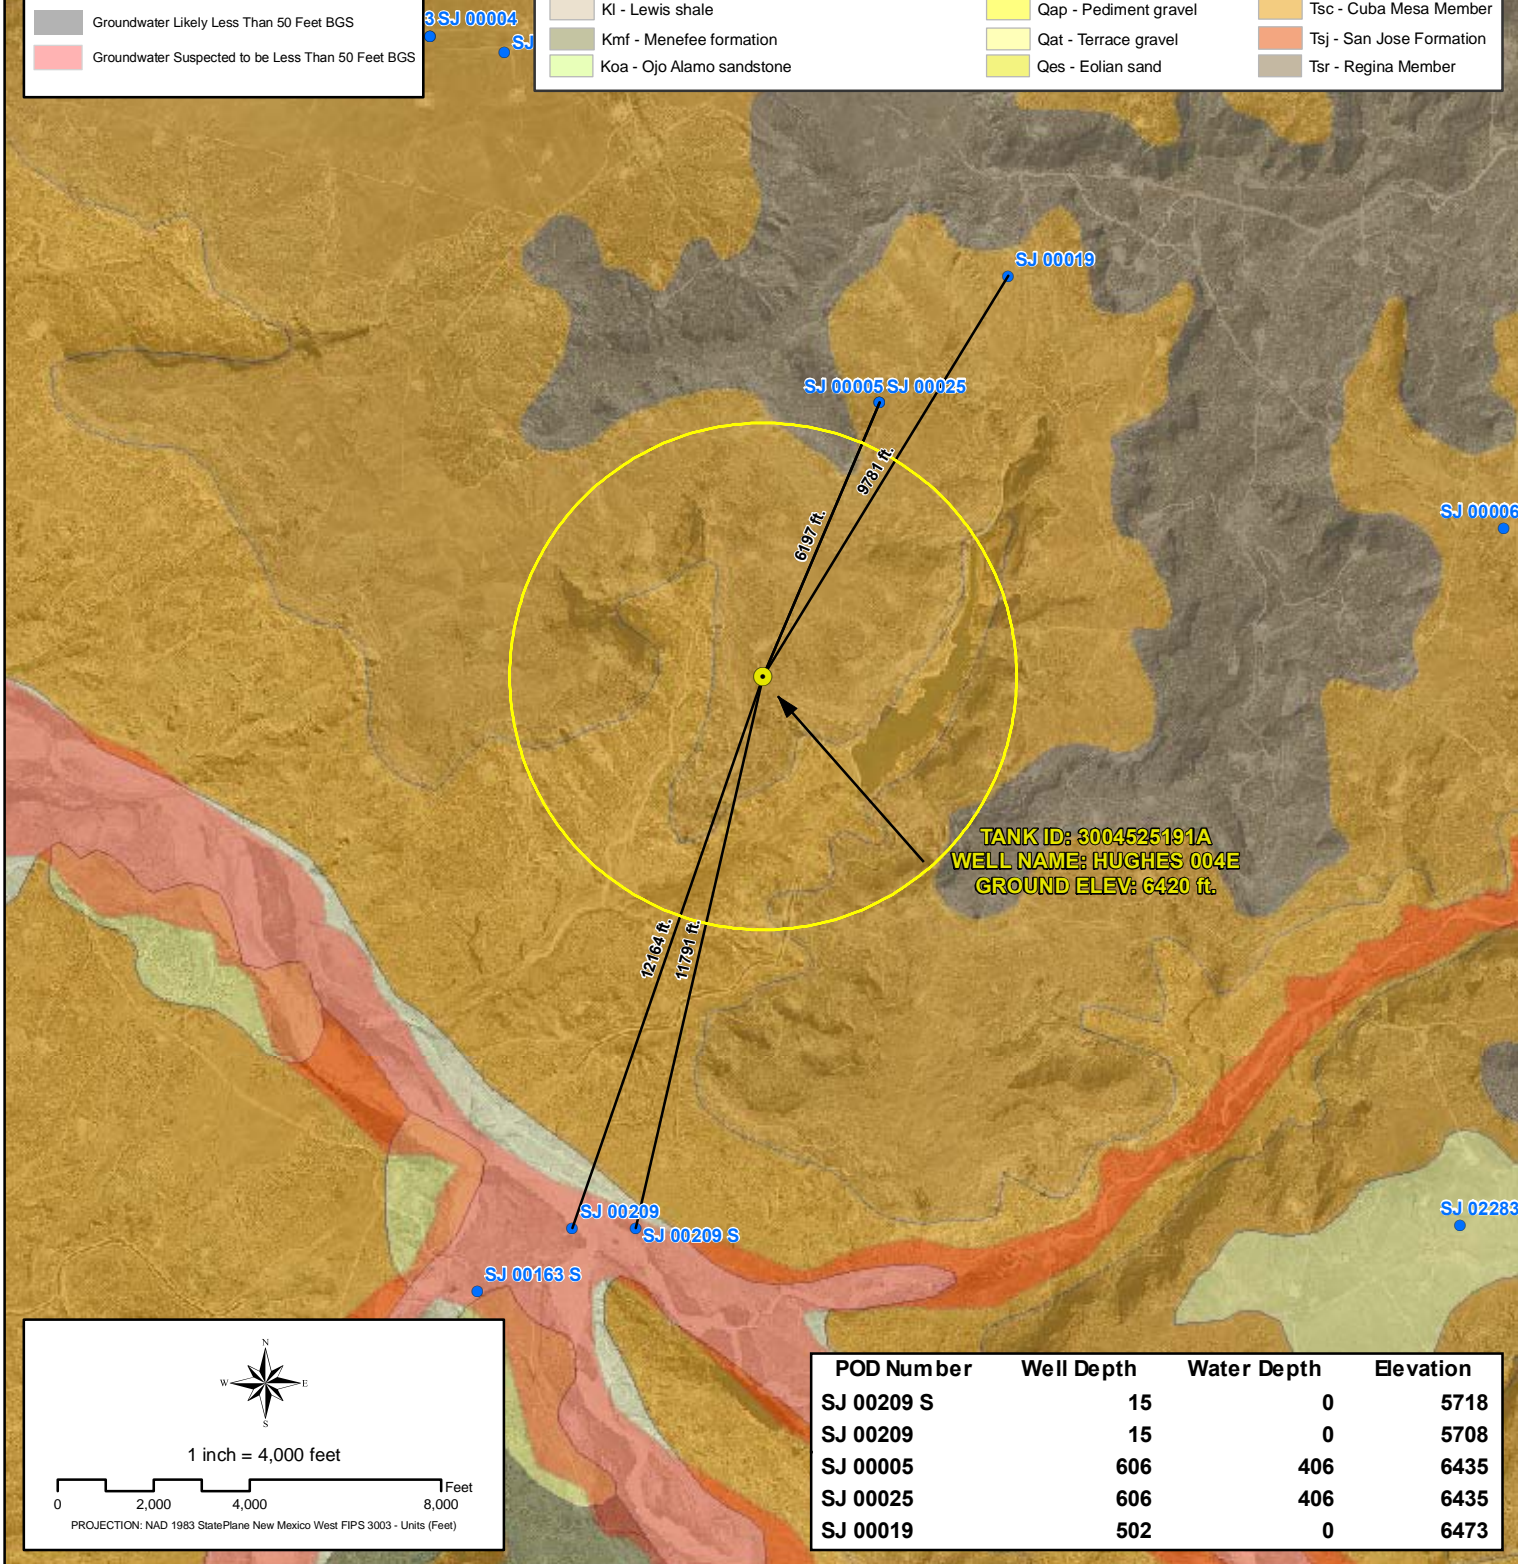 Groundwater Likely Less Than 50 Feet BGS
Groundwater Suspected to be Less Than 50 Feet BGS
3 SJ 00004
SJ
Kl - Lewis shale
Kmf - Menefee formation
Koa - Ojo Alamo sandstone
Qap - Pediment gravel
Qat - Terrace gravel
Qes - Eolian sand
Tsc - Cuba Mesa Member
Tsj - San Jose Formation
Tsr - Regina Member
SJ 00019
SJ 00005 SJ 00025
9781 ft.
6197 ft.
SJ 00006
TANK ID: 3004525191A
WELL NAME: HUGHES 004E
GROUND ELEV: 6420 ft.
12164 ft.
11791 ft.
SJ 00209
SJ 00209 S
SJ 02283
SJ 00163 S
N
W E
S
1 inch = 4,000 feet
Feet
0 2,000 4,000 8,000
PROJECTION: NAD 1983 StatePlane New Mexico West FIPS 3003 - Units (Feet)
POD Number Well Depth Water Depth Elevation
SJ 00209 S 15 0 5718
SJ 00209 15 0 5708
SJ 00005 606 406 6435
SJ 00025 606 406 6435
SJ 00019 502 0 6473